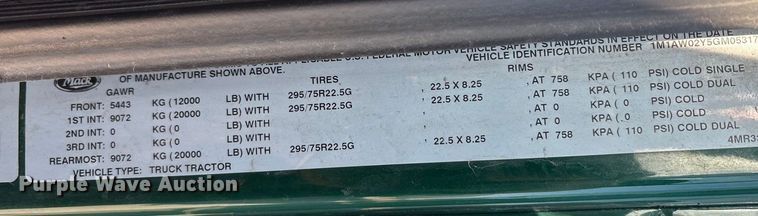 ALL APPLICABLE U.S. FEDERAL MOTOR VEHICLE SAFETY STANDARDS IN EFFECT ON THE DATE
Mack OF MANUFACTURE SHOWN ABOVE. VEHICLE IDENTIFICATION NUMBER 1M1AW02Y5GM05317
GAWR TIRES RIMS
FRONT: 5443 KG (12000 LB) WITH 295/75R22.5G , 22.5 X 8.25 , AT 758 KPA ( 110 PSI) COLD SINGLE
1ST INT: 9072 KG (20000 LB) WITH 295/75R22.5G , 22.5 X 8.25 , AT 758 KPA ( 110 PSI) COLD DUAL
2ND INT: 0 KG (0 LB) WITH , , AT 0 KPA ( 0 PSI) COLD
3RD INT: 0 KG (0 LB) WITH , , AT 0 KPA ( 0 PSI) COLD
REARMOST: 9072 KG (20000 LB) WITH 295/75R22.5G , 22.5 X 8.25 , AT 758 KPA ( 110 PSI) COLD DUAL
VEHICLE TYPE: TRUCK TRACTOR 4MR33
Purple Wave Auction